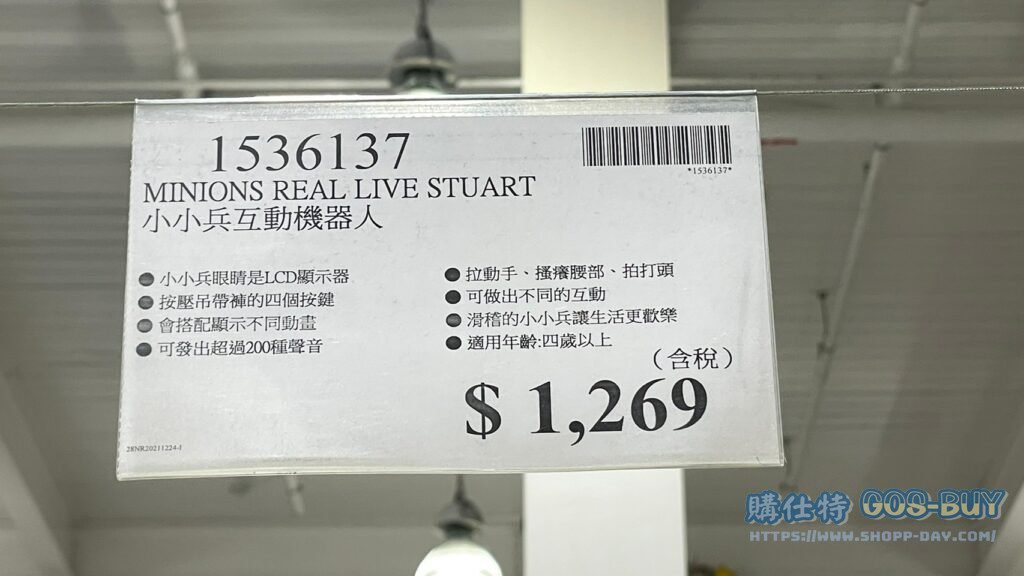 1536137
*1536137*
MINIONS REAL LIVE STUART
小小兵互動機器人
● 小小兵眼睛是LCD顯示器
● 按壓吊帶褲的四個按鍵
● 會搭配顯示不同動畫
● 可發出超過200種聲音
● 拉動手、搔癢腰部、拍打頭
● 可做出不同的互動
● 滑稽的小小兵讓生活更歡樂
● 適用年齡:四歲以上
(含稅)
$ 1,269
28NR20211224-1
購仕特 GOS-BUY
HTTPS://WWW.SHOPP-DAY.COM/